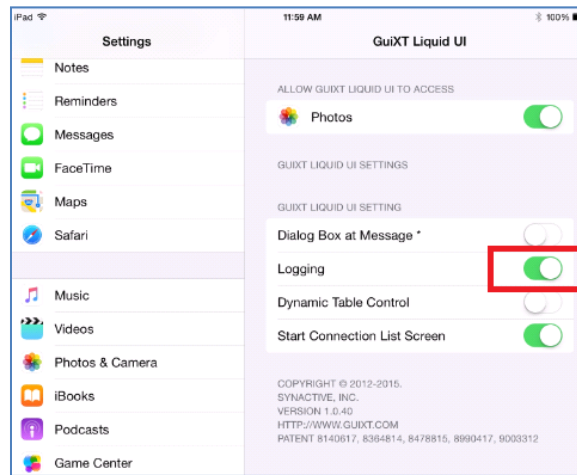 iPad
11:59 AM
100%
Settings
GuiXT Liquid UI
Notes
Reminders
Messages
FaceTime
Maps
Safari
Music
Videos
Photos & Camera
iBooks
Podcasts
Game Center
ALLOW GUIXT LIQUID UI TO ACCESS
Photos
GUIXT LIQUID UI SETTINGS
GUIXT LIQUID UI SETTING
Dialog Box at Message *
Logging
Dynamic Table Control
Start Connection List Screen
COPYRIGHT © 2012-2015.
SYNACTIVE, INC.
VERSION 1.0.40
HTTP://WWW.GUIXT.COM
PATENT 8140617, 8364814, 8478815, 8990417, 9003312